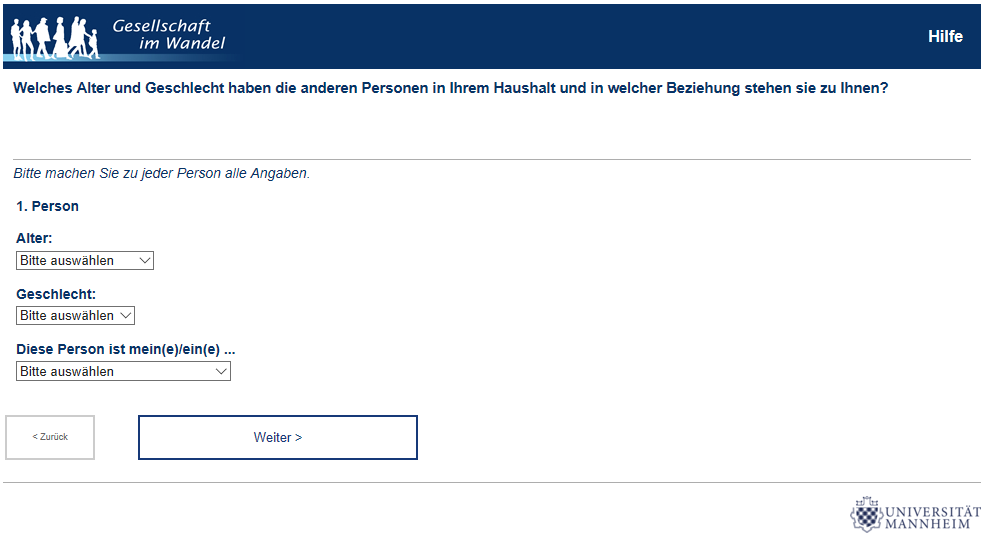 Gesellschaft
im Wandel
Hilfe
Welches Alter und Geschlecht haben die anderen Personen in Ihrem Haushalt und in welcher Beziehung stehen sie zu Ihnen?
Bitte machen Sie zu jeder Person alle Angaben.
1. Person
Alter:
Bitte auswählen
Geschlecht:
Bitte auswählen
Diese Person ist mein(e)/ein(e) ...
Bitte auswählen
< Zurück
Weiter >
UNIVERSITÄT
MANNHEIM